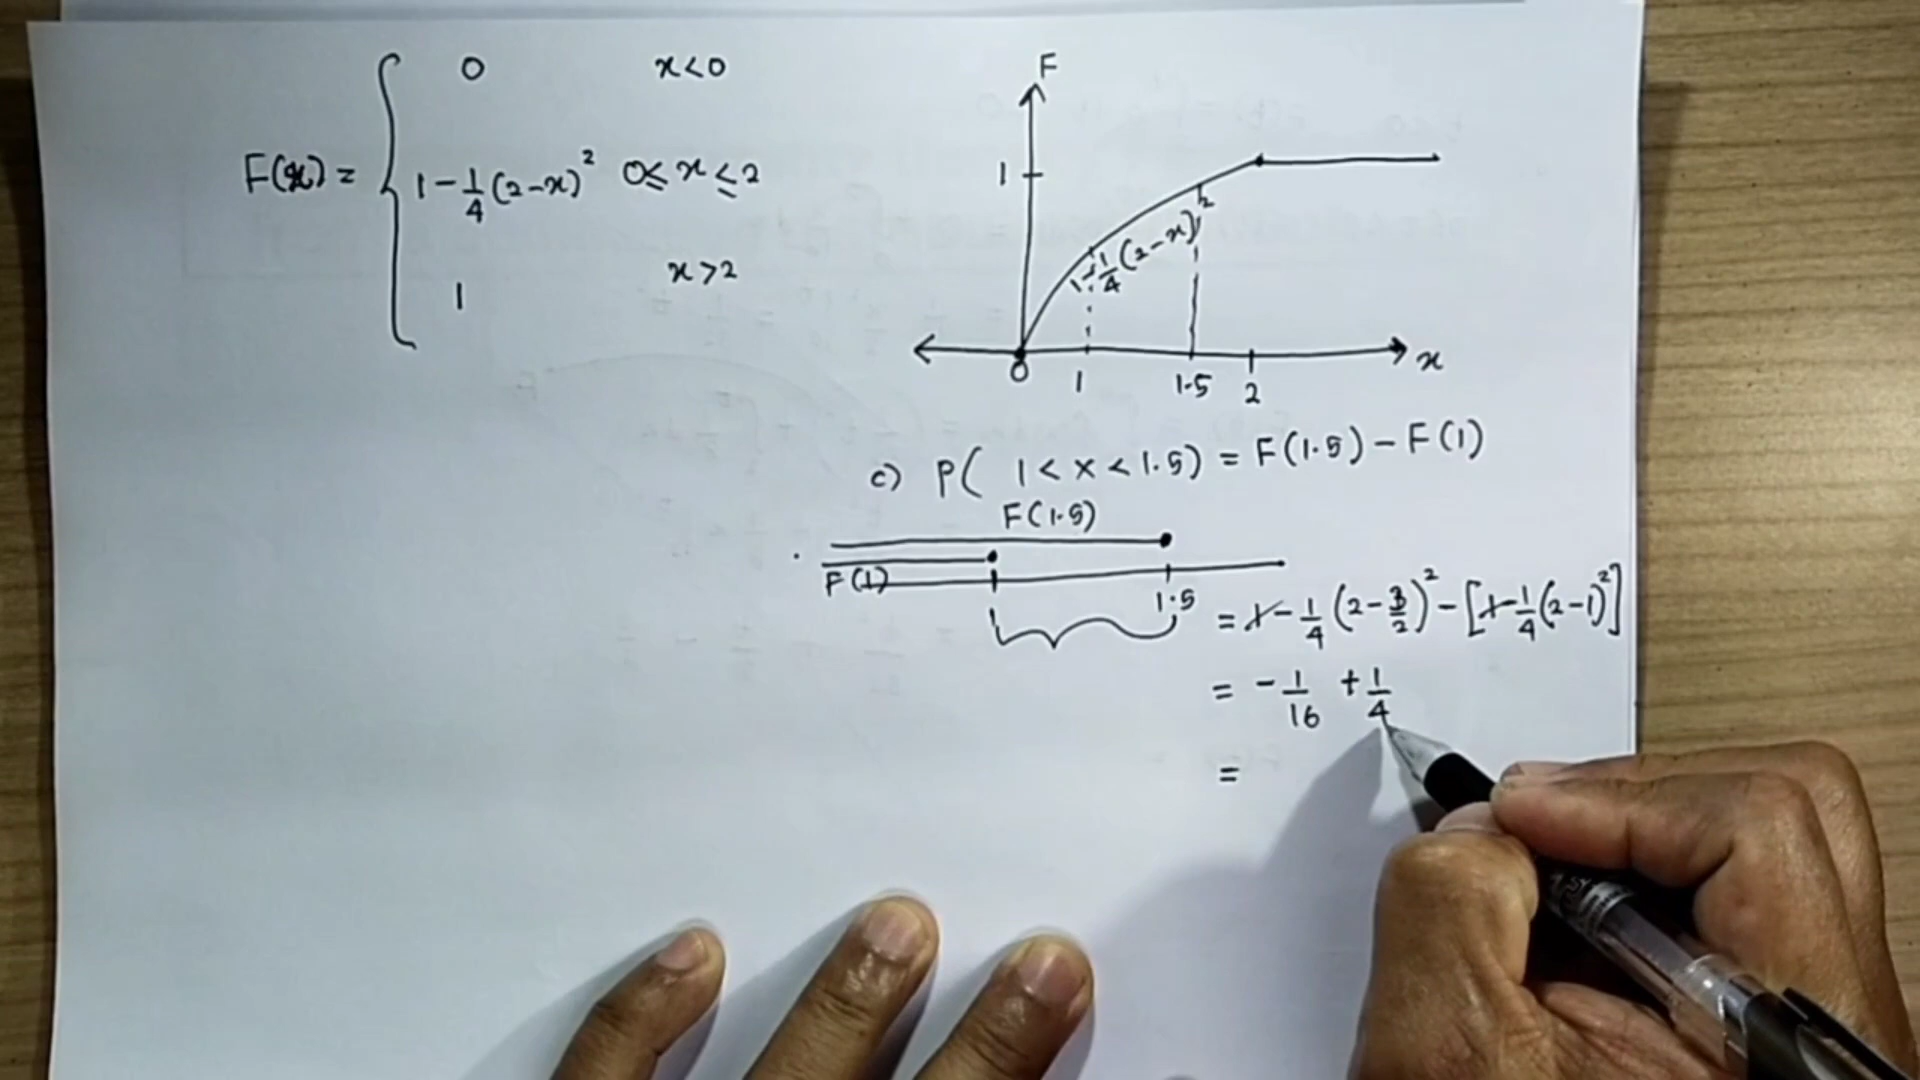 0 x<0
F(x) = 1 - 1/4 (2-x)² 0 ≤ x ≤ 2
1 x>2
F
1
1 - 1/4 (2-x)²
0 1 1.5 2 x
c) P( 1 < x < 1.5) = F(1.5) - F(1)
F(1.5)
F(1)
1 1.5
= 1 - 1/4 (2 - 3/2)² - [1 - 1/4 (2-1)²]
= - 1/16 + 1/4
=